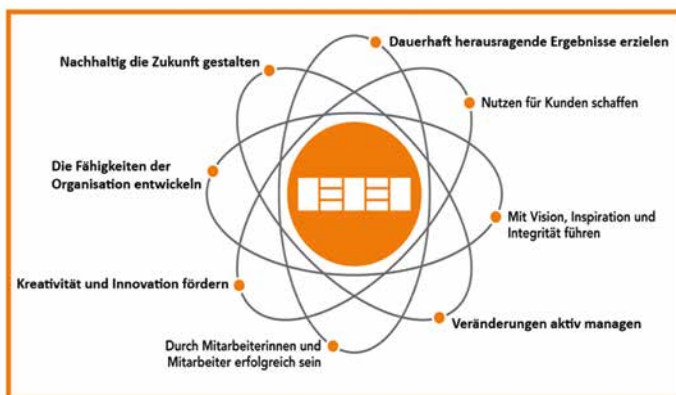 Dauerhaft herausragende Ergebnisse erzielen
Nachhaltig die Zukunft gestalten
Nutzen für Kunden schaffen
Die Fähigkeiten der
Organisation entwickeln
Mit Vision, Inspiration und
Integrität führen
Kreativität und Innovation fördern
Veränderungen aktiv managen
Durch Mitarbeiterinnen und
Mitarbeiter erfolgreich sein